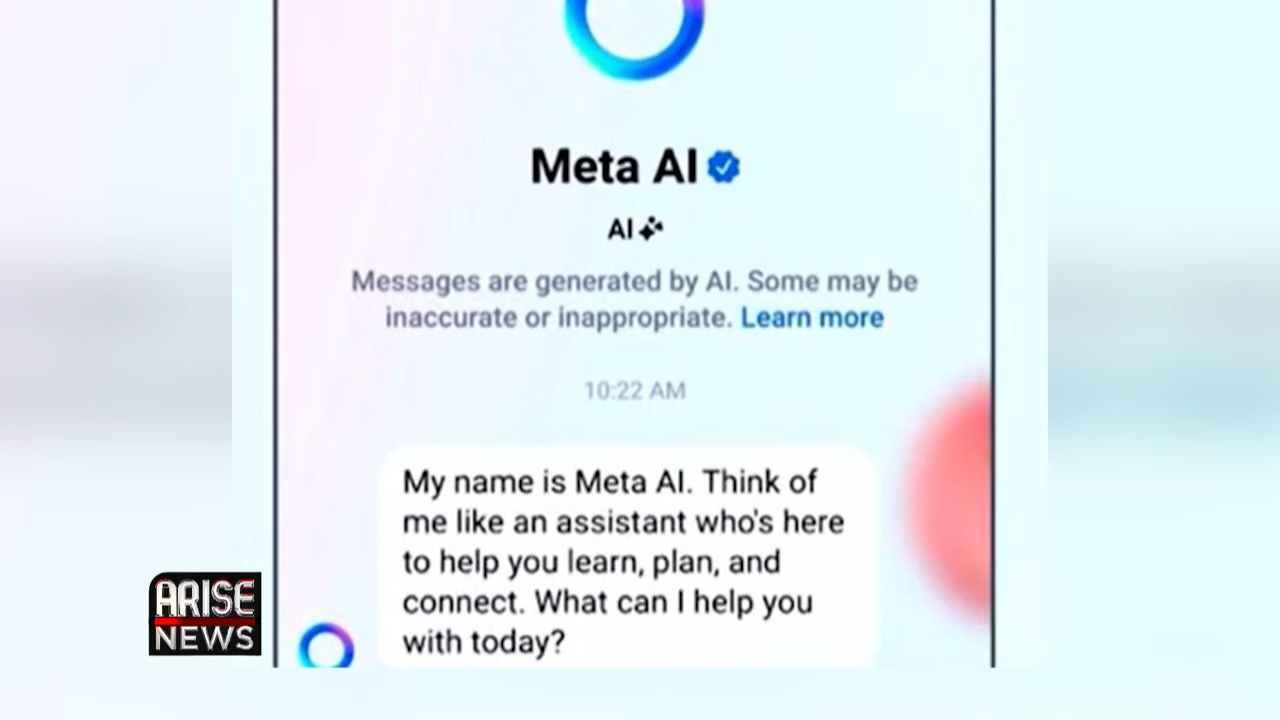 Meta AI
AI
Messages are generated by AI. Some may be
inaccurate or inappropriate. Learn more
10:22 AM
My name is Meta AI. Think of
me like an assistant who's here
to help you learn, plan, and
connect. What can I help you
with today?
ARISE
NEWS